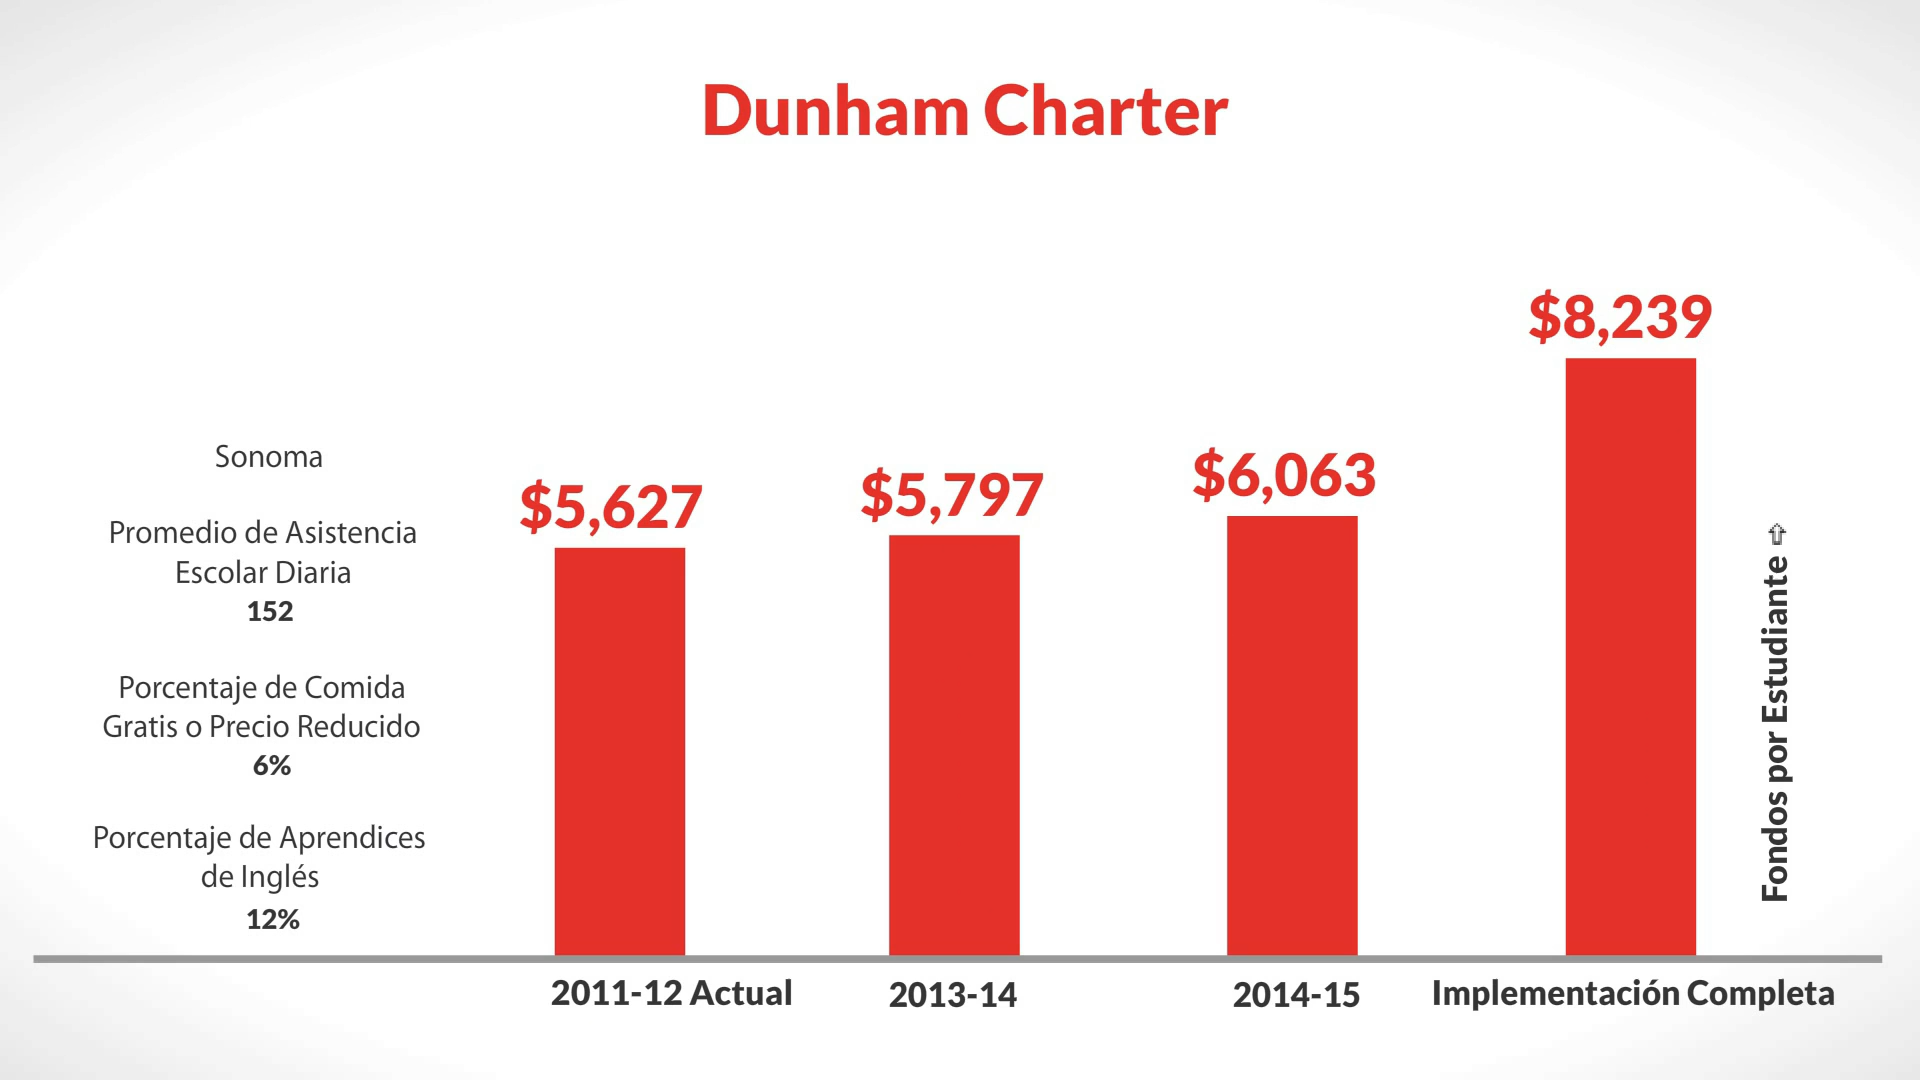 Dunham Charter
Sonoma
Promedio de Asistencia
Escolar Diaria
152
Porcentaje de Comida
Gratis o Precio Reducido
6%
Porcentaje de Aprendices
de Inglés
12%
$5,627
$5,797
$6,063
$8,239
Fondos por Estudiante ⇧
2011-12 Actual
2013-14
2014-15
Implementación Completa